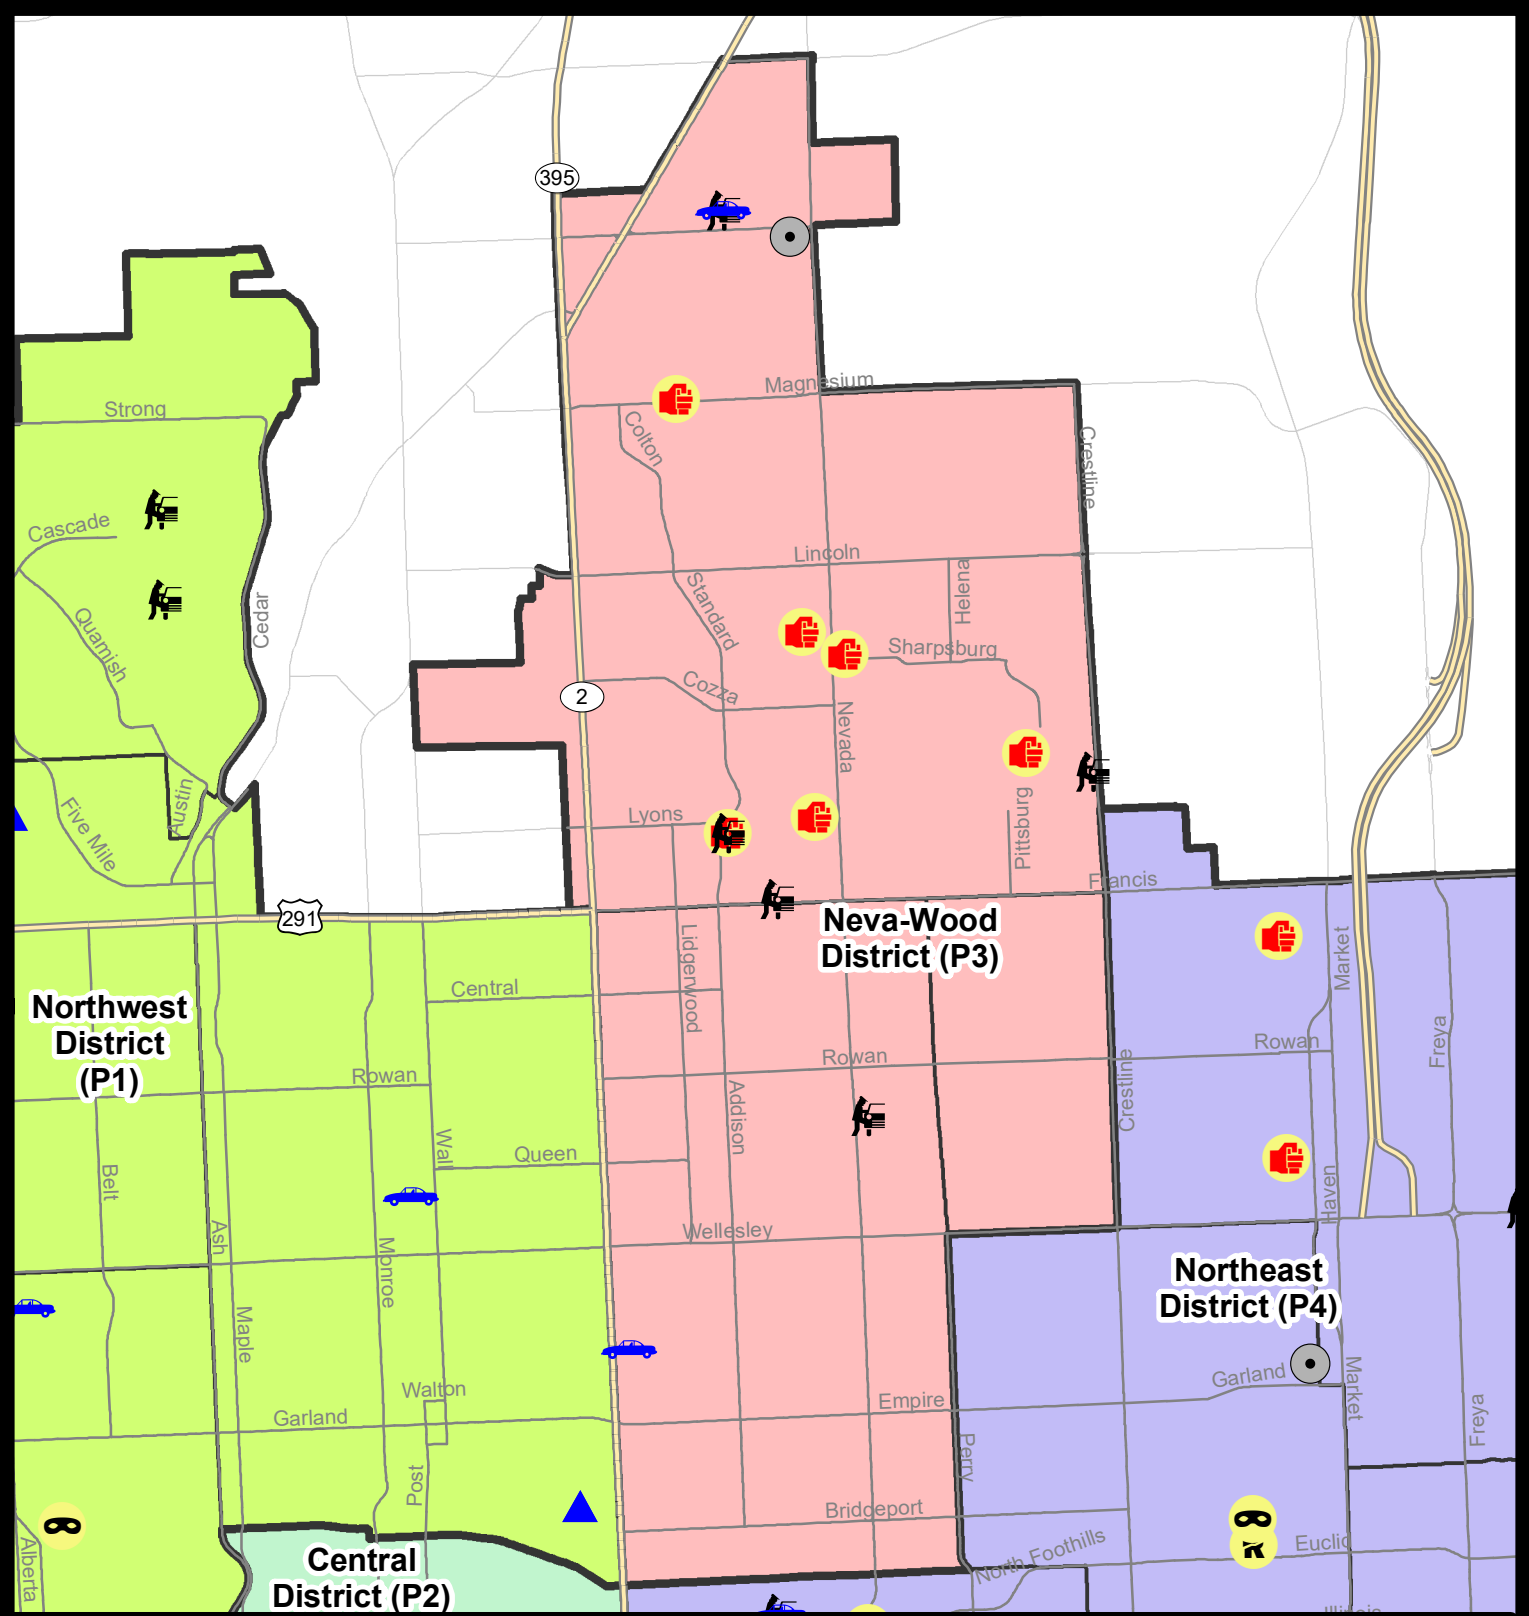 395
Magnesium
Strong
Colton
Crestline
Cascade
Lincoln
Helena
Standard
Cedar
Quamish
Sharpsburg
Cozza
2
Nevada
Austin
Five Mile
Lyons
Pittsburg
Francis
291
Neva-Wood
District (P3)
Lidgerwood
Market
Central
Northwest
District
(P1)
Freya
Rowan
Rowan
Rowan
Crestline
Addison
Wall
Queen
Belt
Haven
Ash
Wellesley
Monroe
Northeast
District (P4)
Maple
Garland
Market
Walton
Empire
Garland
Freya
Perry
Post
Bridgeport
North Foothills
Euclid
Alberta
Central
District (P2)